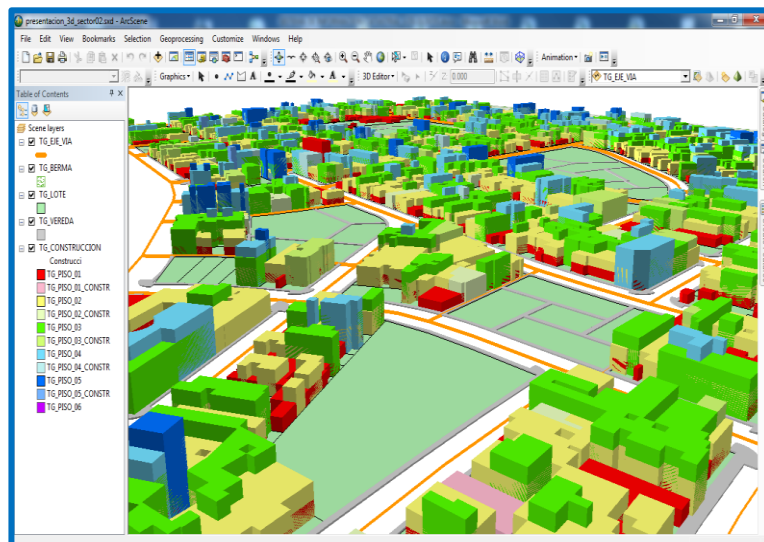 presentacion_3d_sector02.sxd - ArcScene
File Edit View Bookmarks Selection Geoprocessing Customize Windows Help
Animation
Graphics A A 3D Editor 0.000 TG_EJE_VIA
Table of Contents
Scene layers
TG_EJE_VIA
TG_BERMA
TG_LOTE
TG_VEREDA
TG_CONSTRUCCION
Construcci
TG_PISO_01
TG_PISO_01_CONSTR
TG_PISO_02
TG_PISO_02_CONSTR
TG_PISO_03
TG_PISO_03_CONSTR
TG_PISO_04
TG_PISO_04_CONSTR
TG_PISO_05
TG_PISO_05_CONSTR
TG_PISO_06